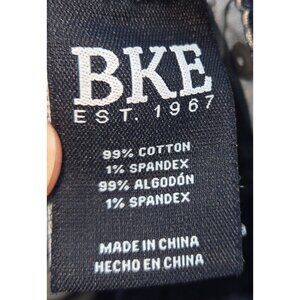 BKE
EST. 1967
99% COTTON
1% SPANDEX
99% ALGODÓN
1% SPANDEX
MADE IN CHINA
HECHO EN CHINA